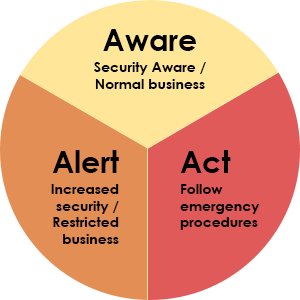 Aware
Security Aware /
Normal business
Alert
Increased
security /
Restricted
business
Act
Follow
emergency
procedures